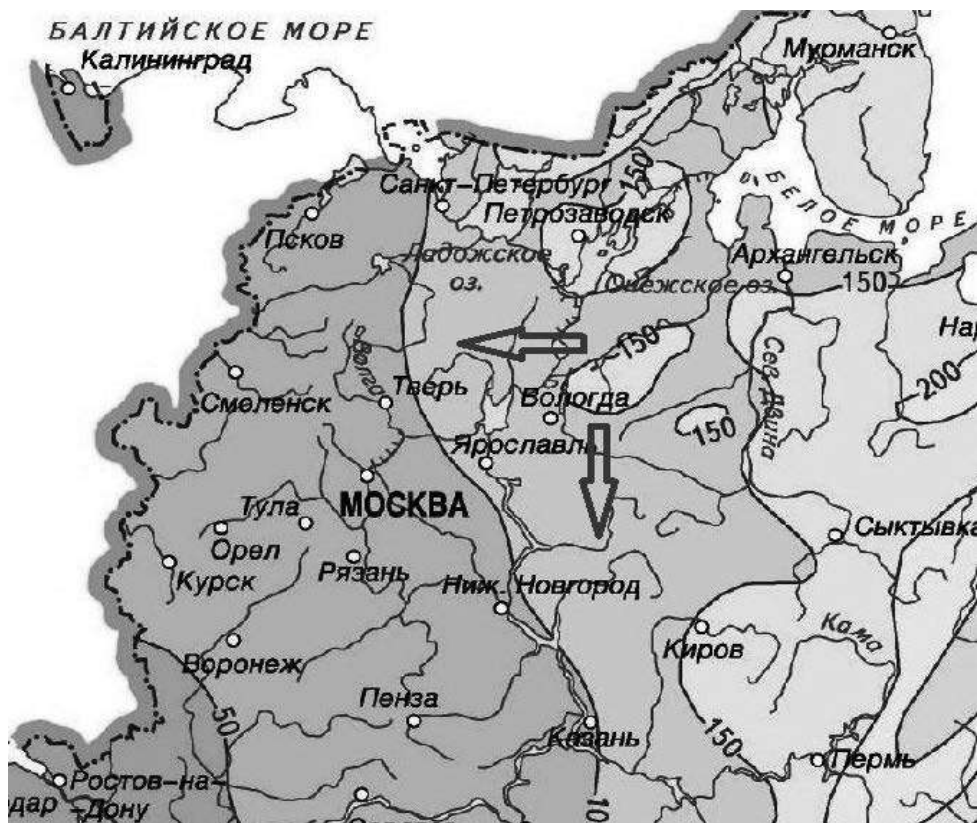 БАЛТИЙСКОЕ МОРЕ
Калининград
Мурманск
150
БЕЛОЕ МОРЕ
Санкт-Петербург
Петрозаводск
Псков
Ладожское
оз.
Архангельск
Онежское оз.
150
Нар
150
200
Волга
Тверь
Вологда
Сев. Двина
Смоленск
150
Ярославль
МОСКВА
Тула
Орел
Сыктывка
Курск
Рязань
Ниж. Новгород
Кама
Воронеж
Киров
50
Пенза
150
Казань
Пермь
Ростов-на-
-Дону
дар
10